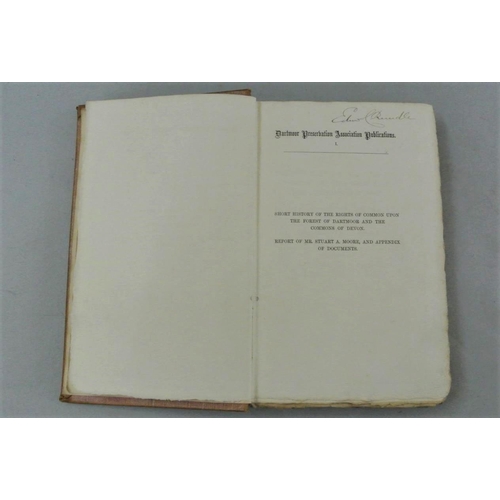 Dartmoor Preservation Association Publications.
I.
SHORT HISTORY OF THE RIGHTS OF COMMON UPON
THE FOREST OF DARTMOOR AND THE
COMMONS OF DEVON.
REPORT OF MR. STUART A. MOORE, AND APPENDIX
OF DOCUMENTS.